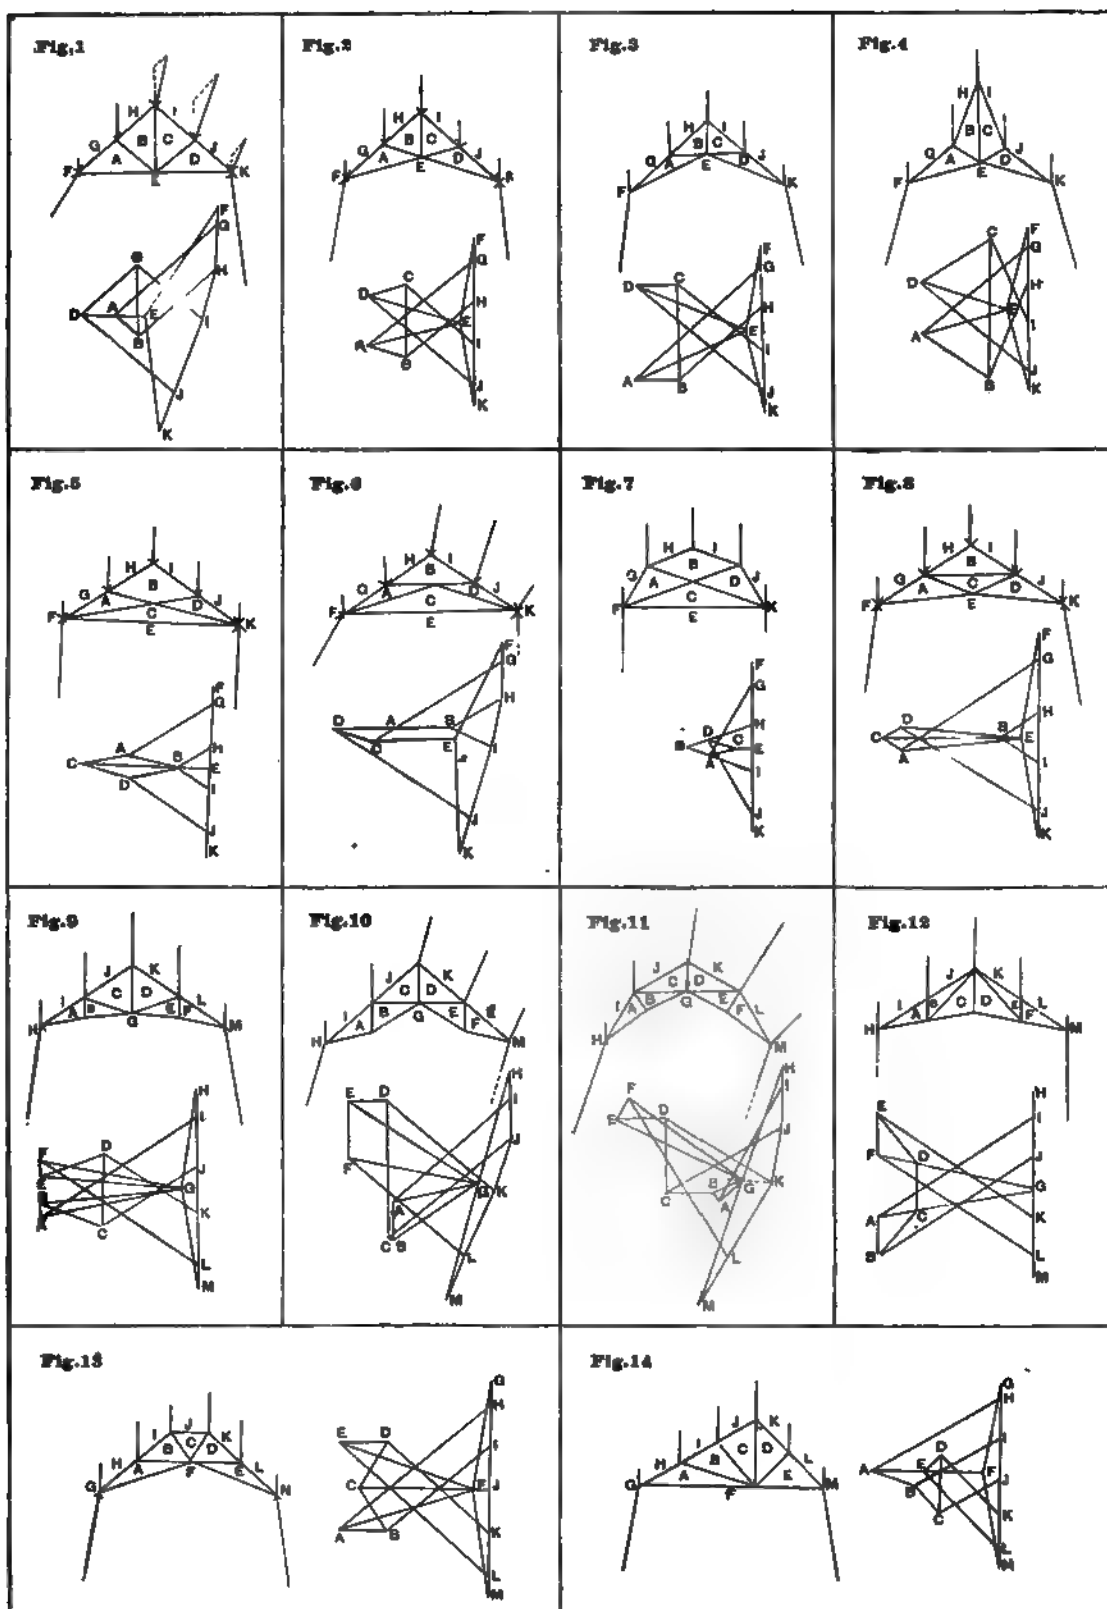 Fig.1
H I
G B C J
F A D K
E
F
G
H
D A E
B
I
J
K
Fig.2
H I
G B C J
F A D
E
F
G
C
D H
E
A I
B
J
K
Fig.3
H I
G B C J
F A E D K
F
G
D C
H
E
I
A B J
K
Fig.4
H I
B C
G J
F A D K
E
C F
G
D H
E
I
A
J
B K
Fig.5
H I
G B J
F A D K
C
E
F
G
A H
C B E
D I
J
K
Fig.6
H I
G B J
F A D K
C
E
F
G
H
D A B
C E I
J
K
Fig.7
H I
G B J
A D
F C K
E
F
G
D H
B C E
A I
J
K
Fig.8
H I
G B J
F A C D K
E
F
G
D H
C B E
A I
J
K
Fig.9
J K
I C D L
H A B G E F M
H
I
D
F J
G
K
C
L
M
Fig.10
J K
C D
I B G E
H A F M
H
E D I
J
F
G K
A
C B L
M
Fig.11
J K
C D
I B G E L
H A F M
H
F I
E D J
B G K
C A
L
M
Fig.12
J K
I C D L
H A B E F M
H
E I
D J
F G
A C K
B L
M
Fig.13
J
I K
H B C D L
G A F E N
G
H
E D I
C E J
A B K
L
M
Fig.14
J K
I C D
H B L
G A E M
F
G
H
D I
A E F J
B
C K
L
M